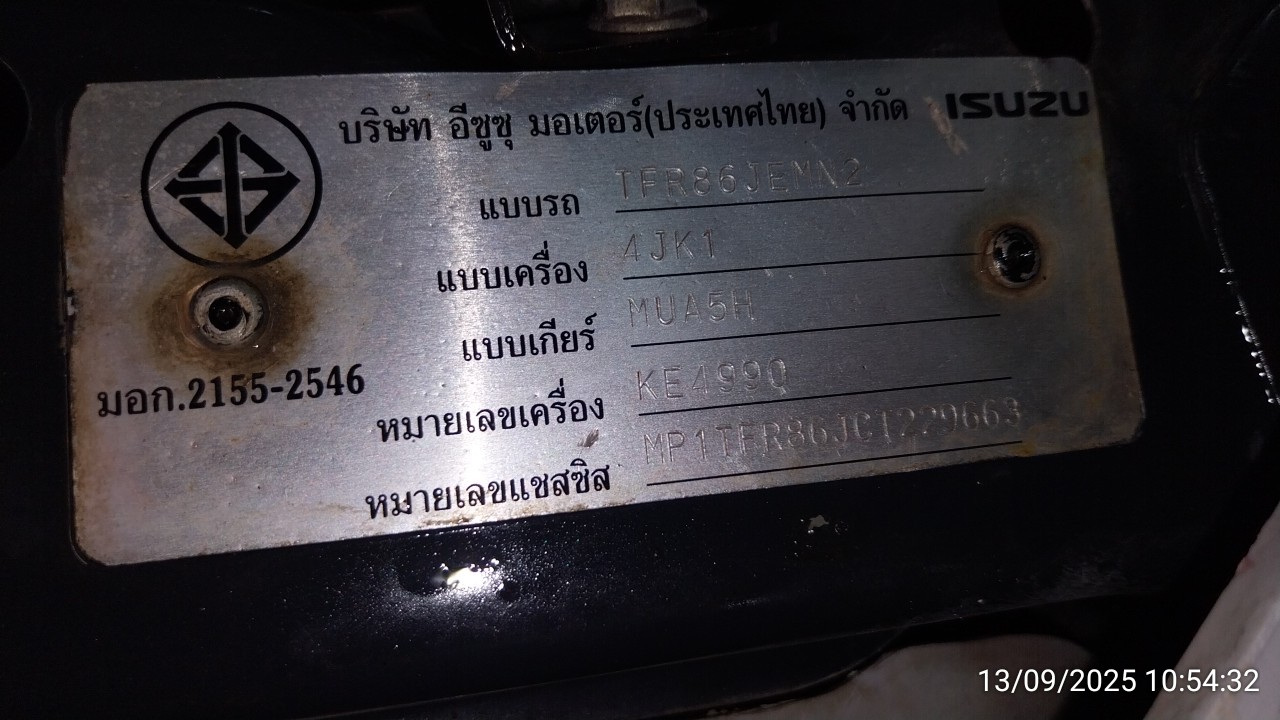 บริษัท อีซูซุ มอเตอร์(ประเทศไทย) จำกัด ISUZU
แบบรถ TFR86JEMN2
แบบเครื่อง 4JK1
แบบเกียร์ MUA5H
มอก.2155-2546
หมายเลขเครื่อง KE4990
หมายเลขแชสซิส MP1TFR86JCT229663
13/09/2025 10:54:32